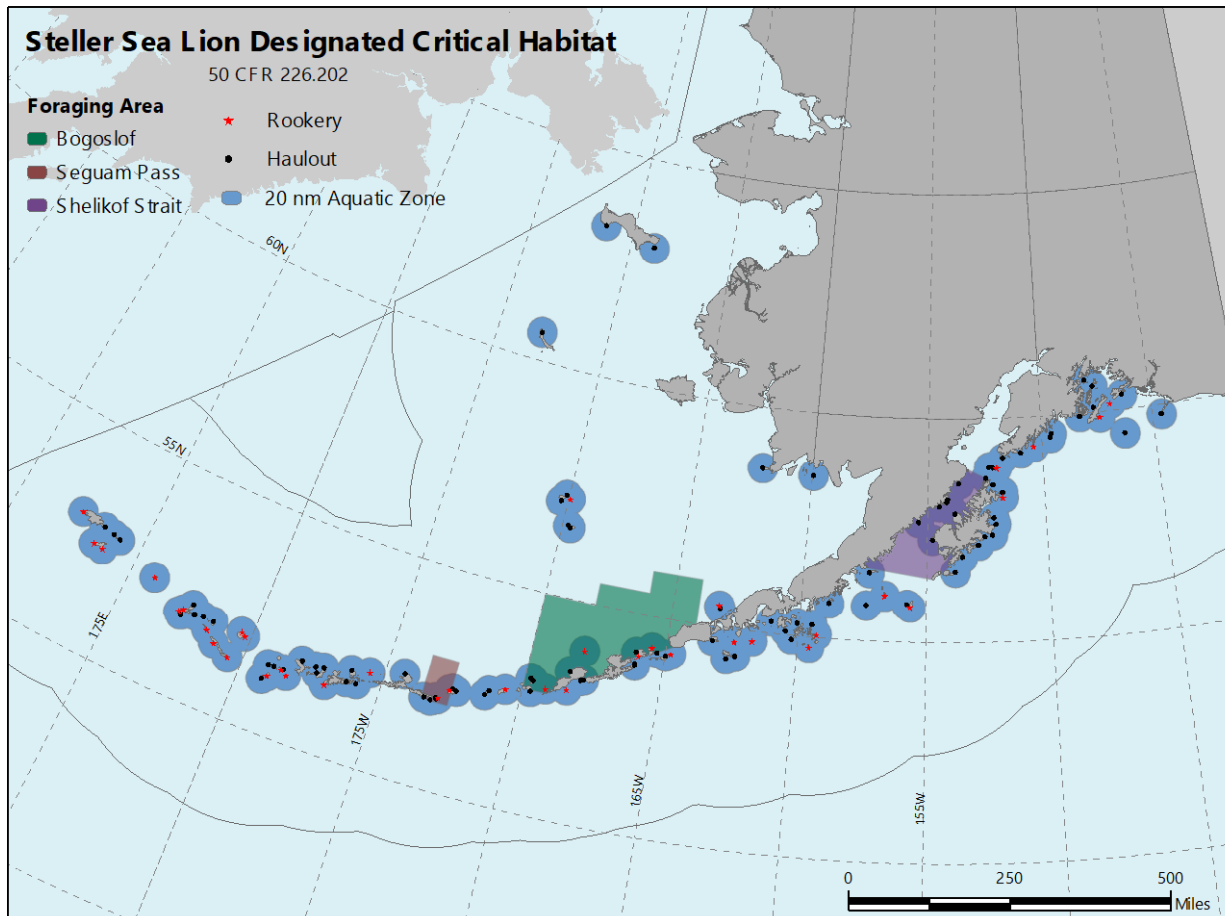 Steller Sea Lion Designated Critical Habitat
50 CFR 226.202
Foraging Area
Bogoslof
Seguam Pass
Shelikof Strait
Rookery
Haulout
20 nm Aquatic Zone
60N
55N
175E
175W
165W
155W
0 250 500
Miles